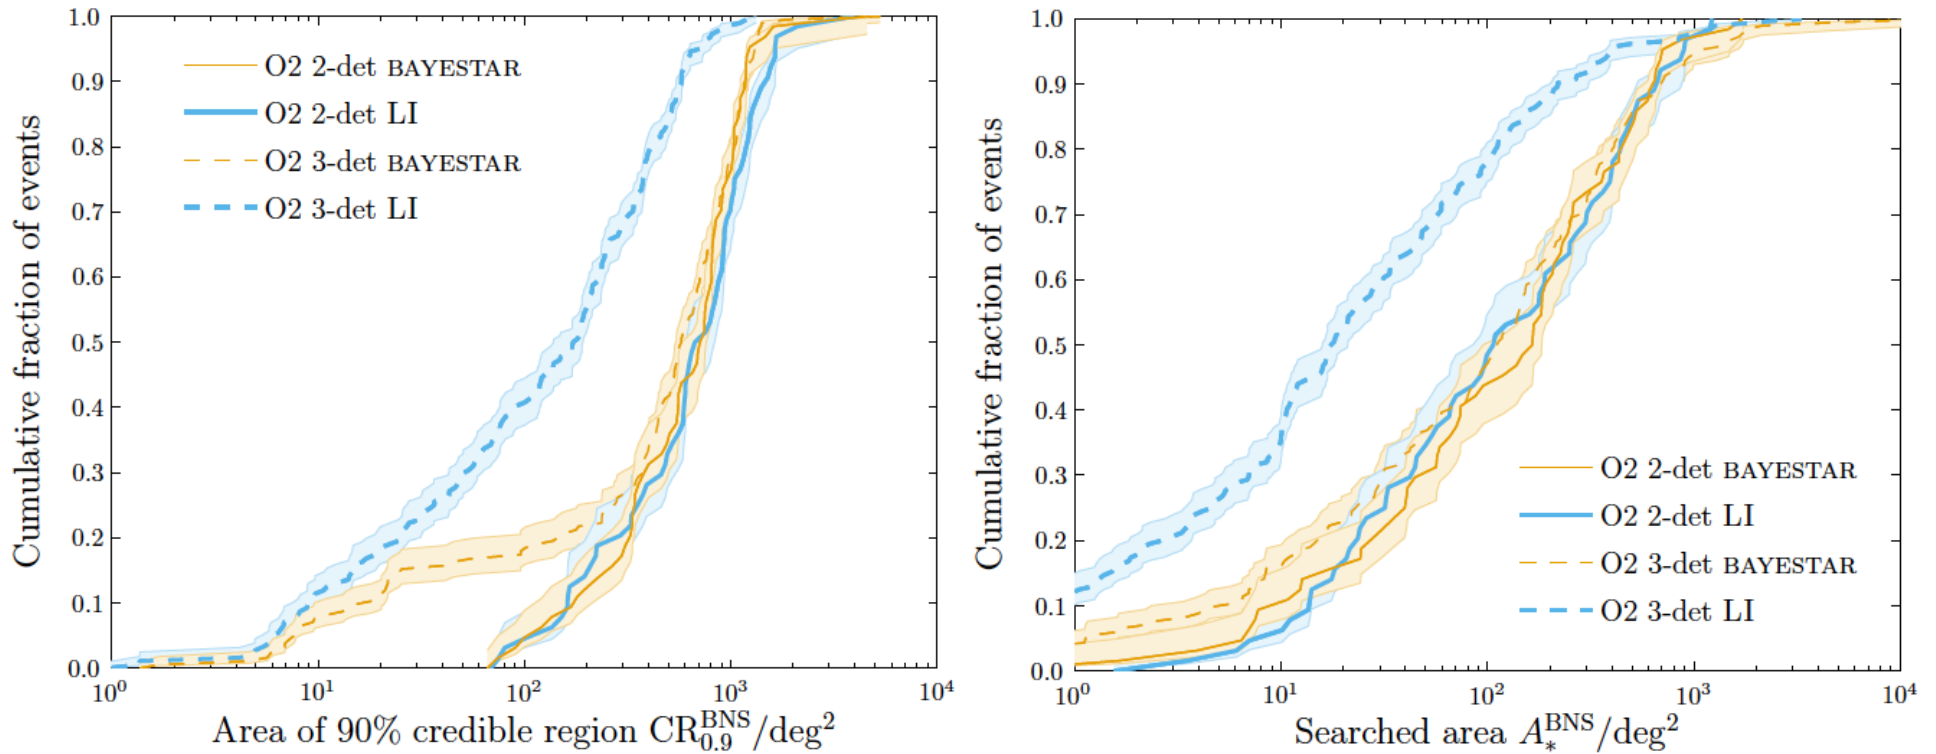 Cumulative fraction of events
1.0
0.9
0.8
0.7
0.6
0.5
0.4
0.3
0.2
0.1
0.0
O2 2-det BAYESTAR
O2 2-det LI
O2 3-det BAYESTAR
O2 3-det LI
10⁰ 10¹ 10² 10³ 10⁴
Area of 90% credible region CR₀.₉ᴮᴺˢ/deg²
Cumulative fraction of events
1.0
0.9
0.8
0.7
0.6
0.5
0.4
0.3
0.2
0.1
0.0
O2 2-det BAYESTAR
O2 2-det LI
O2 3-det BAYESTAR
O2 3-det LI
10⁰ 10¹ 10² 10³ 10⁴
Searched area A*ᴮᴺˢ/deg²